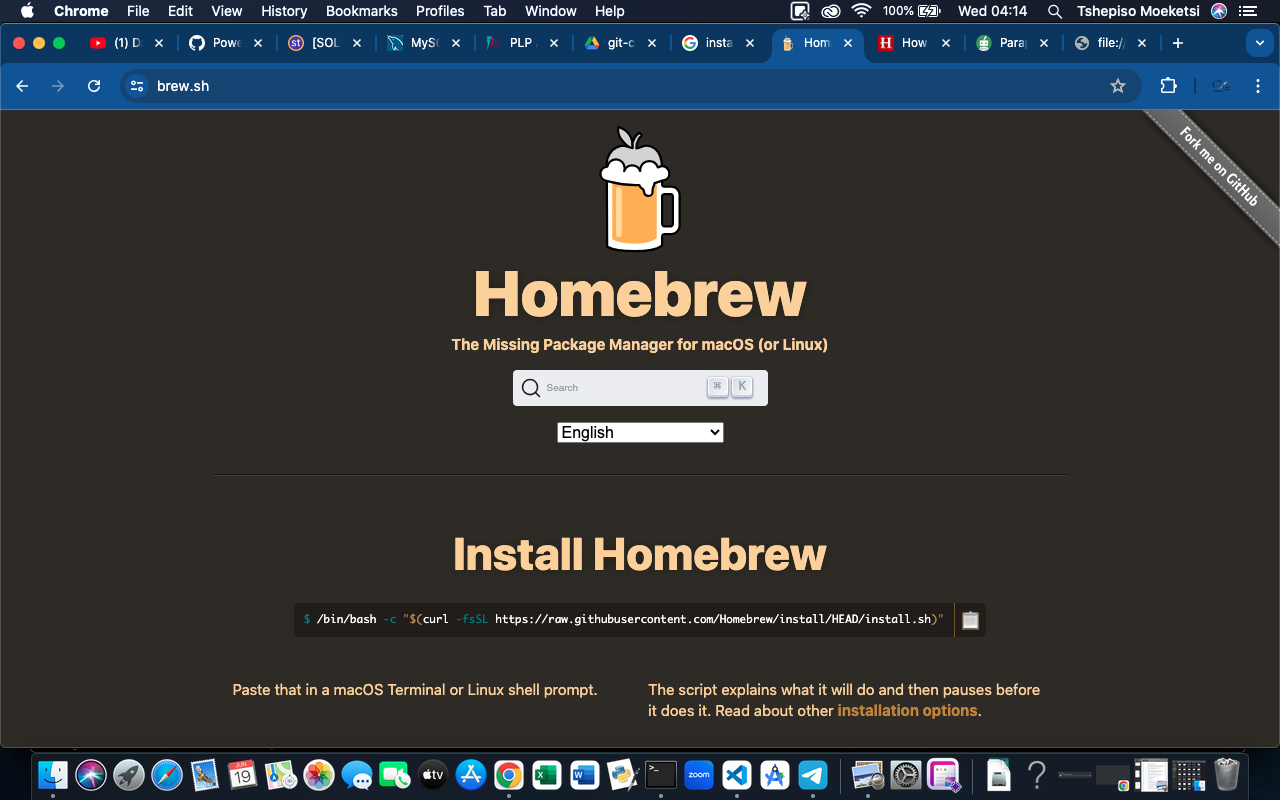 Chrome File Edit View History Bookmarks Profiles Tab Window Help 100% Wed 04:14 Tshepiso Moeketsi
(1) D
Powe
[SOL
MySC
PLP
git-c
insta
Hom
How
Para
file:/
brew.sh
Fork me on GitHub
Homebrew
The Missing Package Manager for macOS (or Linux)
Search ⌘ K
English
Install Homebrew
$ /bin/bash -c "$(curl -fsSL https://raw.githubusercontent.com/Homebrew/install/HEAD/install.sh)"
Paste that in a macOS Terminal or Linux shell prompt.
The script explains what it will do and then pauses before
it does it. Read about other installation options.
JUN
19
tv
zoom